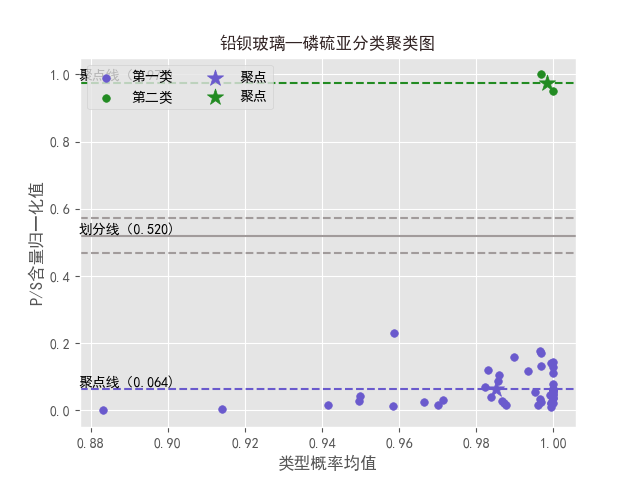 铅钡玻璃—磷硫亚分类聚类图
P/S含量归一化值
1.0
0.8
0.6
0.4
0.2
0.0
第一类
聚点
第二类
聚点
划分线（0.520）
聚点线（0.064）
0.88
0.90
0.92
0.94
0.96
0.98
1.00
类型概率均值